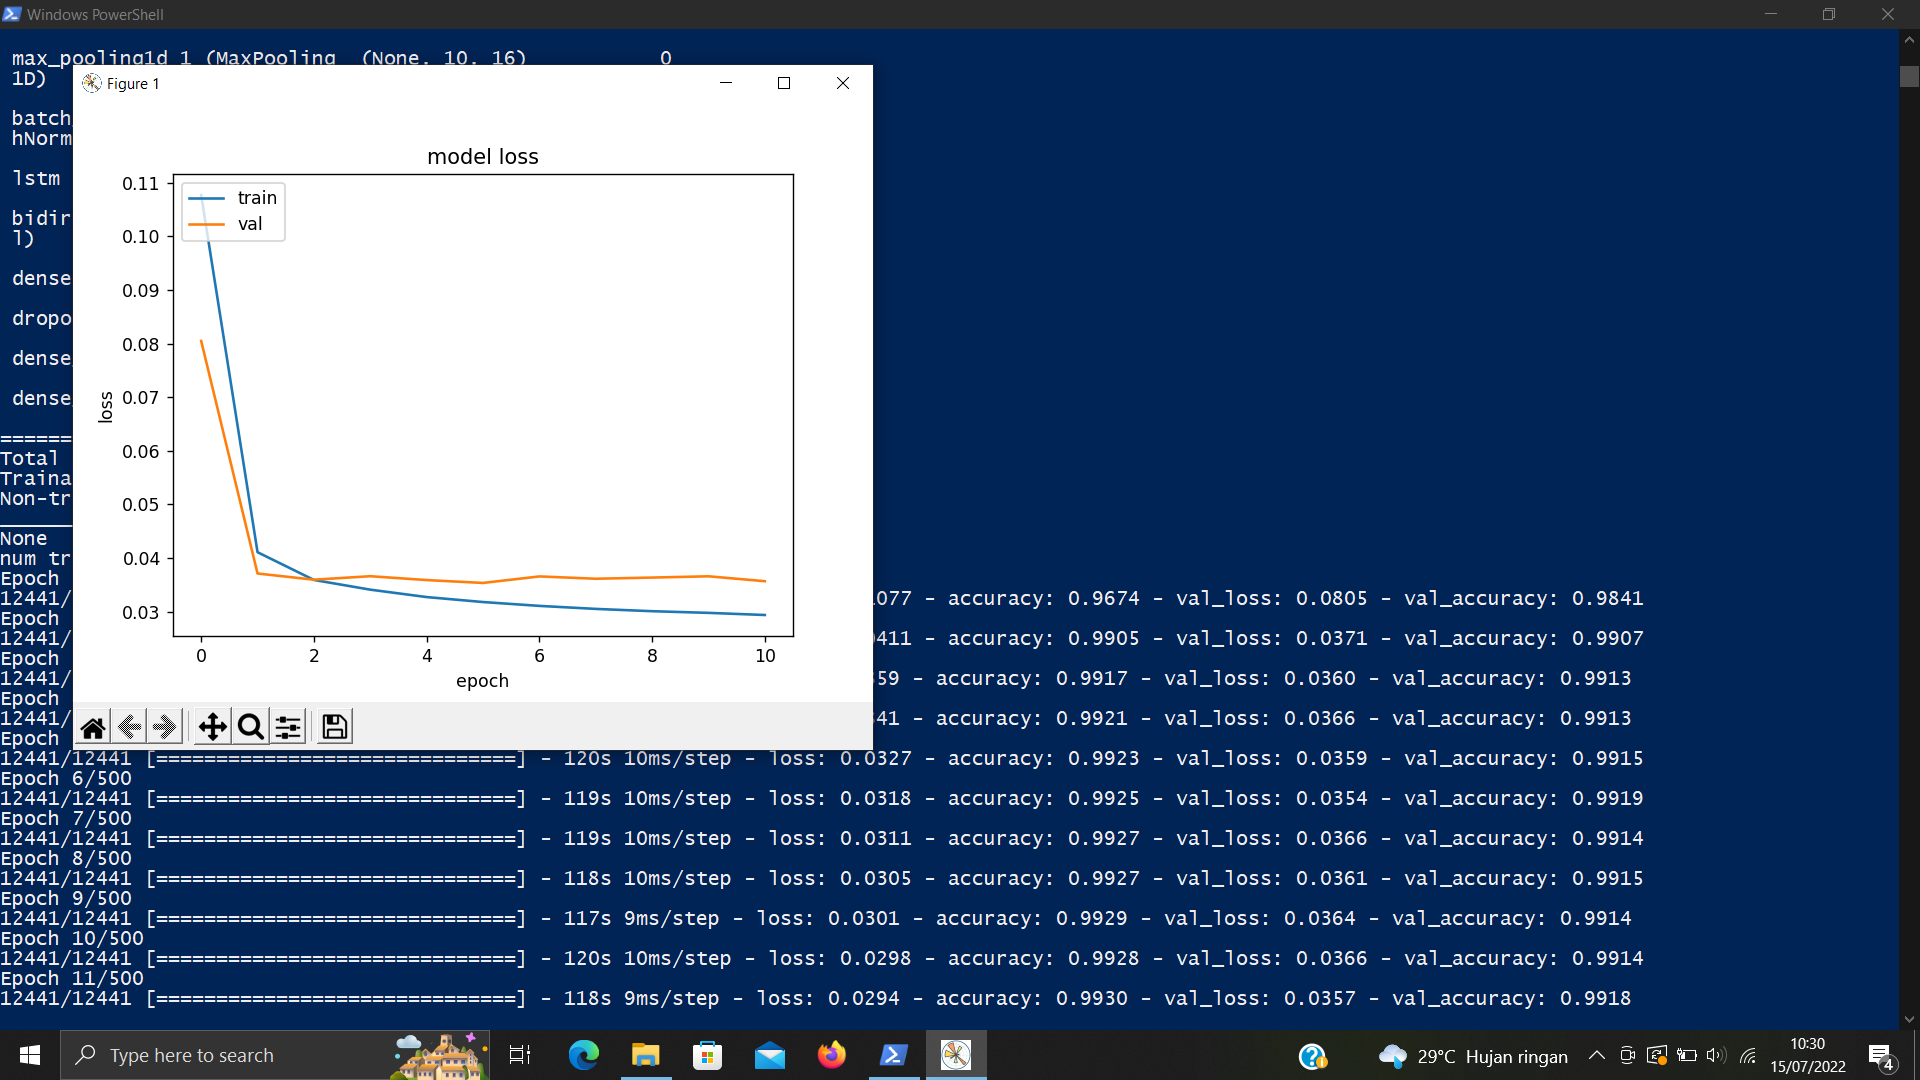 Windows PowerShell
max_pooling1d_1 (MaxPooling  (None, 10, 16)           0
1D)
Figure 1
batch
hNorm
lstm
bidir
l)
dense
dropo
dense
dense
model loss
train
val
0.11
0.10
0.09
0.08
0.07
0.06
0.05
0.04
0.03
loss
0 2 4 6 8 10
epoch
======
Total
Traina
Non-tr
None
num tr
Epoch
12441/ 1077 - accuracy: 0.9674 - val_loss: 0.0805 - val_accuracy: 0.9841
Epoch
12441/ 0411 - accuracy: 0.9905 - val_loss: 0.0371 - val_accuracy: 0.9907
Epoch
12441/ 359 - accuracy: 0.9917 - val_loss: 0.0360 - val_accuracy: 0.9913
Epoch
12441/ 341 - accuracy: 0.9921 - val_loss: 0.0366 - val_accuracy: 0.9913
Epoch
12441/12441 [==============================] - 120s 10ms/step - loss: 0.0327 - accuracy: 0.9923 - val_loss: 0.0359 - val_accuracy: 0.9915
Epoch 6/500
12441/12441 [==============================] - 119s 10ms/step - loss: 0.0318 - accuracy: 0.9925 - val_loss: 0.0354 - val_accuracy: 0.9919
Epoch 7/500
12441/12441 [==============================] - 119s 10ms/step - loss: 0.0311 - accuracy: 0.9927 - val_loss: 0.0366 - val_accuracy: 0.9914
Epoch 8/500
12441/12441 [==============================] - 118s 10ms/step - loss: 0.0305 - accuracy: 0.9927 - val_loss: 0.0361 - val_accuracy: 0.9915
Epoch 9/500
12441/12441 [==============================] - 117s 9ms/step - loss: 0.0301 - accuracy: 0.9929 - val_loss: 0.0364 - val_accuracy: 0.9914
Epoch 10/500
12441/12441 [==============================] - 120s 10ms/step - loss: 0.0298 - accuracy: 0.9928 - val_loss: 0.0366 - val_accuracy: 0.9914
Epoch 11/500
12441/12441 [==============================] - 118s 9ms/step - loss: 0.0294 - accuracy: 0.9930 - val_loss: 0.0357 - val_accuracy: 0.9918
Type here to search
29°C Hujan ringan
10:30
15/07/2022
4